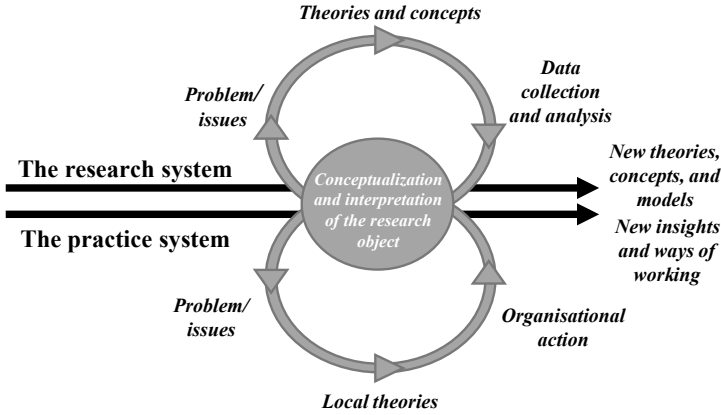 Theories and concepts
Problem/
issues
Data
collection
and analysis
The research system
The practice system
Conceptualization
and interpretation
of the research
object
New theories,
concepts, and
models
New insights
and ways of
working
Problem/
issues
Organisational
action
Local theories